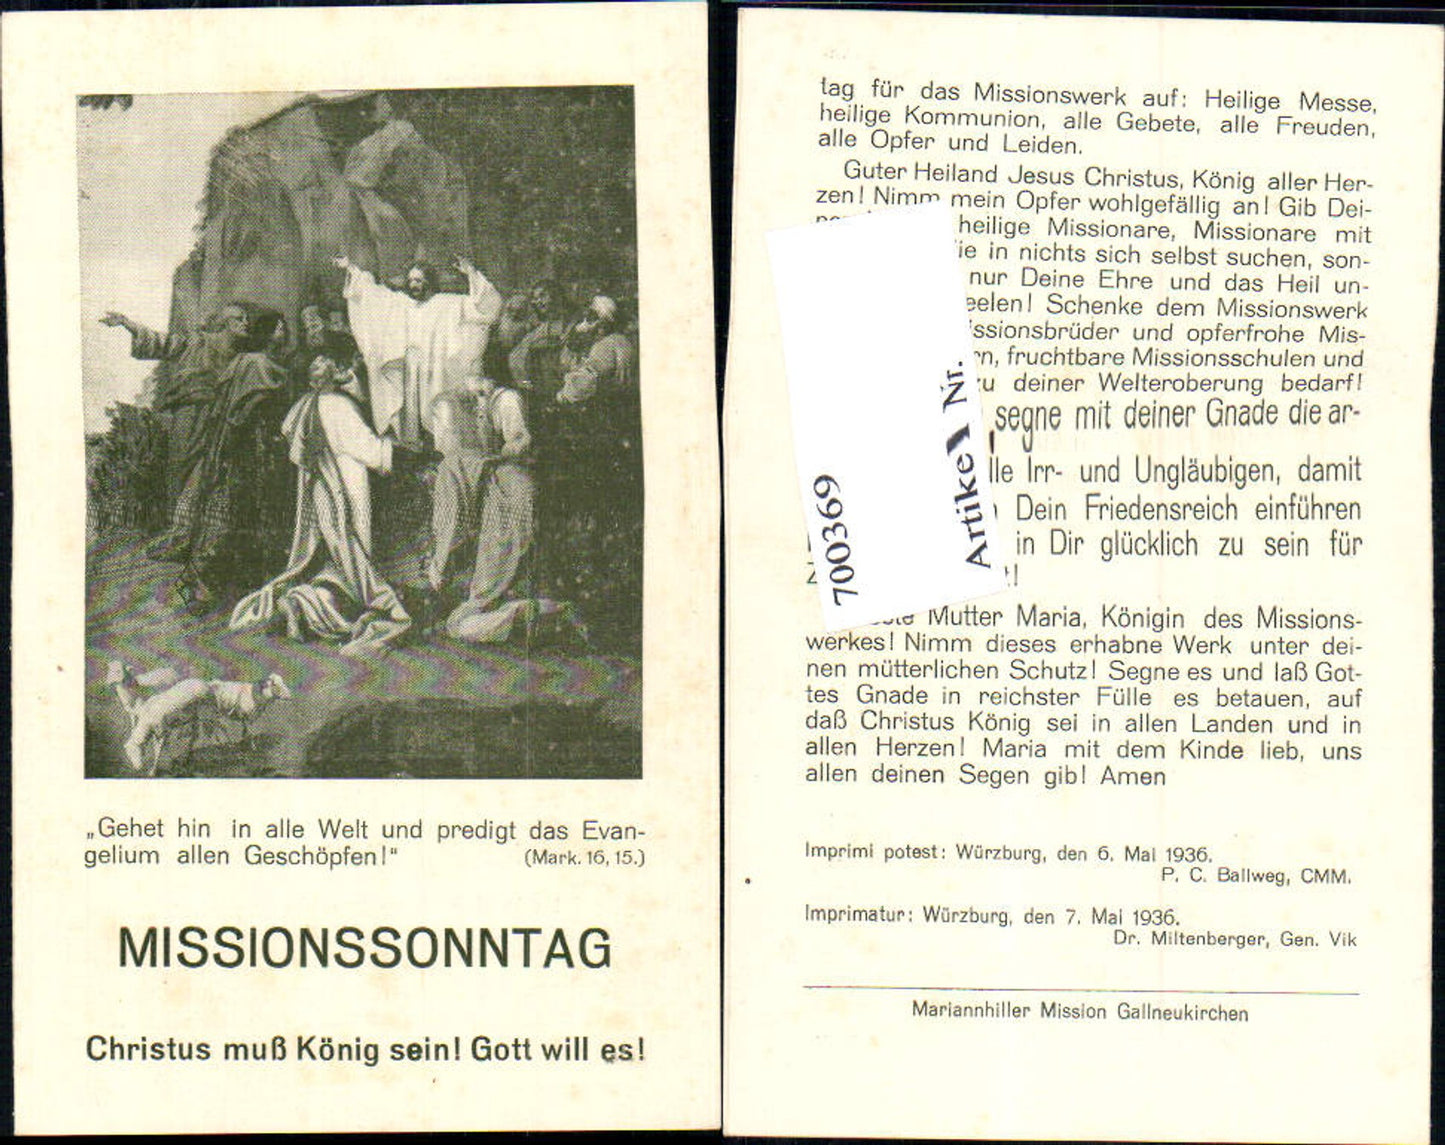 „Gehet hin in alle Welt und predigt das Evan-
gelium allen Geschöpfen!“ (Mark. 16, 15.)
MISSIONSSONNTAG
Christus muß König sein! Gott will es!
tag für das Missionswerk auf: Heilige Messe,
heilige Kommunion, alle Gebete, alle Freuden,
alle Opfer und Leiden.
Guter Heiland Jesus Christus, König aller Her-
zen! Nimm mein Opfer wohlgefällig an! Gib Dei-
heilige Missionare, Missionare mit
in nichts sich selbst suchen, son-
nur Deine Ehre und das Heil un-
eelen! Schenke dem Missionswerk
issionsbrüder und opferfrohe Mis-
rn, fruchtbare Missionsschulen und
zu deiner Welteroberung bedarf!
segne mit deiner Gnade die ar-
lle Irr- und Ungläubigen, damit
Dein Friedensreich einführen
in Dir glücklich zu sein für
Mutter Maria, Königin des Missions-
werkes! Nimm dieses erhabne Werk unter dei-
nen mütterlichen Schutz! Segne es und laß Got-
tes Gnade in reichster Fülle es betauen, auf
daß Christus König sei in allen Landen und in
allen Herzen! Maria mit dem Kinde lieb, uns
allen deinen Segen gib! Amen
Imprimi potest: Würzburg, den 6. Mai 1936.
P. C. Ballweg, CMM.
Imprimatur: Würzburg, den 7. Mai 1936.
Dr. Miltenberger, Gen. Vik
Mariannhiller Mission Gallneukirchen
Artikel Nr.
700369